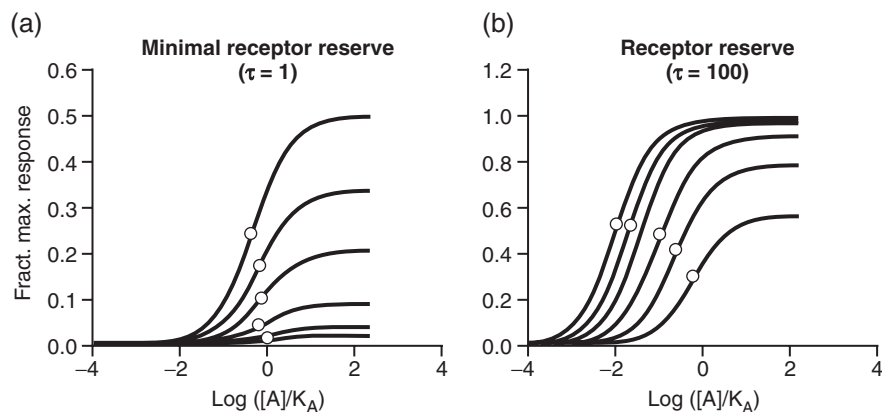 (a)
Minimal receptor reserve
(τ = 1)
0.6
0.5
0.4
0.3
0.2
0.1
0.0
Fract. max. response
−4
−2
0
2
4
Log ([A]/K_A)
(b)
Receptor reserve
(τ = 100)
1.2
1.0
0.8
0.6
0.4
0.2
0.0
−4
−2
0
2
4
Log ([A]/K_A)